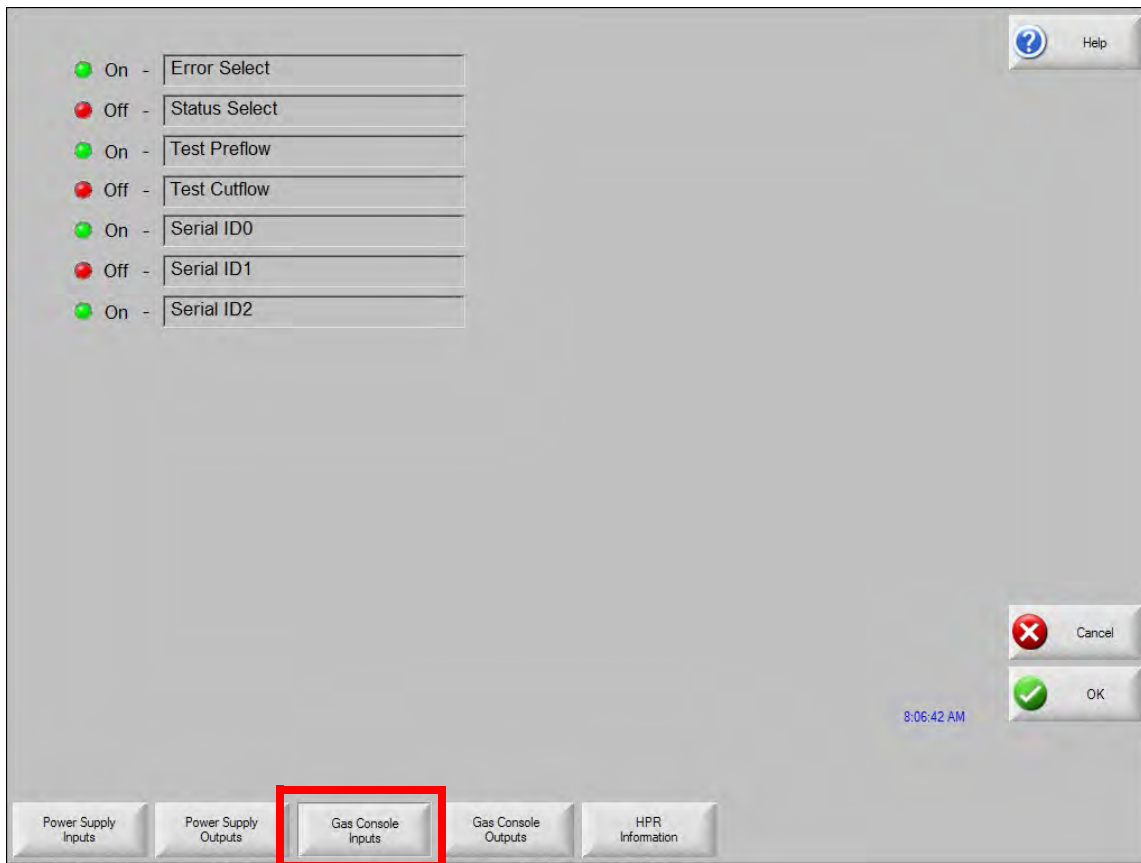 Help
On - Error Select
Off - Status Select
On - Test Preflow
Off - Test Cutflow
On - Serial ID0
Off - Serial ID1
On - Serial ID2
Cancel
OK
8:06:42 AM
Power Supply
Inputs
Power Supply
Outputs
Gas Console
Inputs
Gas Console
Outputs
HPR
Information